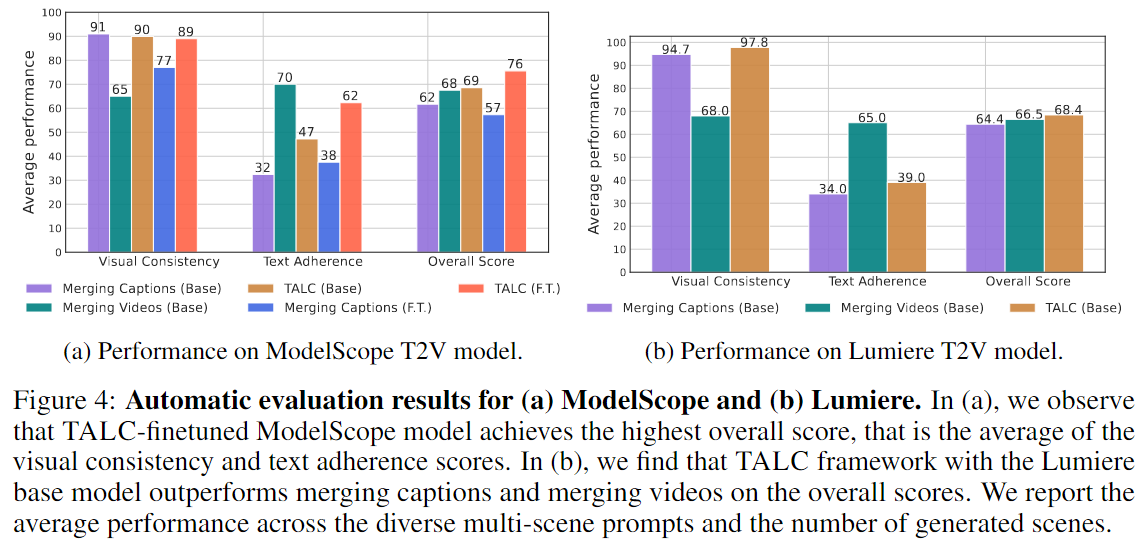 100
90
80
70
60
50
40
30
20
10
0
Average performance
91
65
90
77
89
32
70
47
38
62
62
68
69
57
76
Visual Consistency
Text Adherence
Overall Score
Merging Captions (Base)
TALC (Base)
TALC (F.T.)
Merging Videos (Base)
Merging Captions (F.T.)
(a) Performance on ModelScope T2V model.
100
90
80
70
60
50
40
30
20
10
0
Average performance
94.7
68.0
97.8
34.0
65.0
39.0
64.4
66.5
68.4
Visual Consistency
Text Adherence
Overall Score
Merging Captions (Base)
Merging Videos (Base)
TALC (Base)
(b) Performance on Lumiere T2V model.
Figure 4: Automatic evaluation results for (a) ModelScope and (b) Lumiere. In (a), we observe
that TALC-finetuned ModelScope model achieves the highest overall score, that is the average of the
visual consistency and text adherence scores. In (b), we find that TALC framework with the Lumiere
base model outperforms merging captions and merging videos on the overall scores. We report the
average performance across the diverse multi-scene prompts and the number of generated scenes.